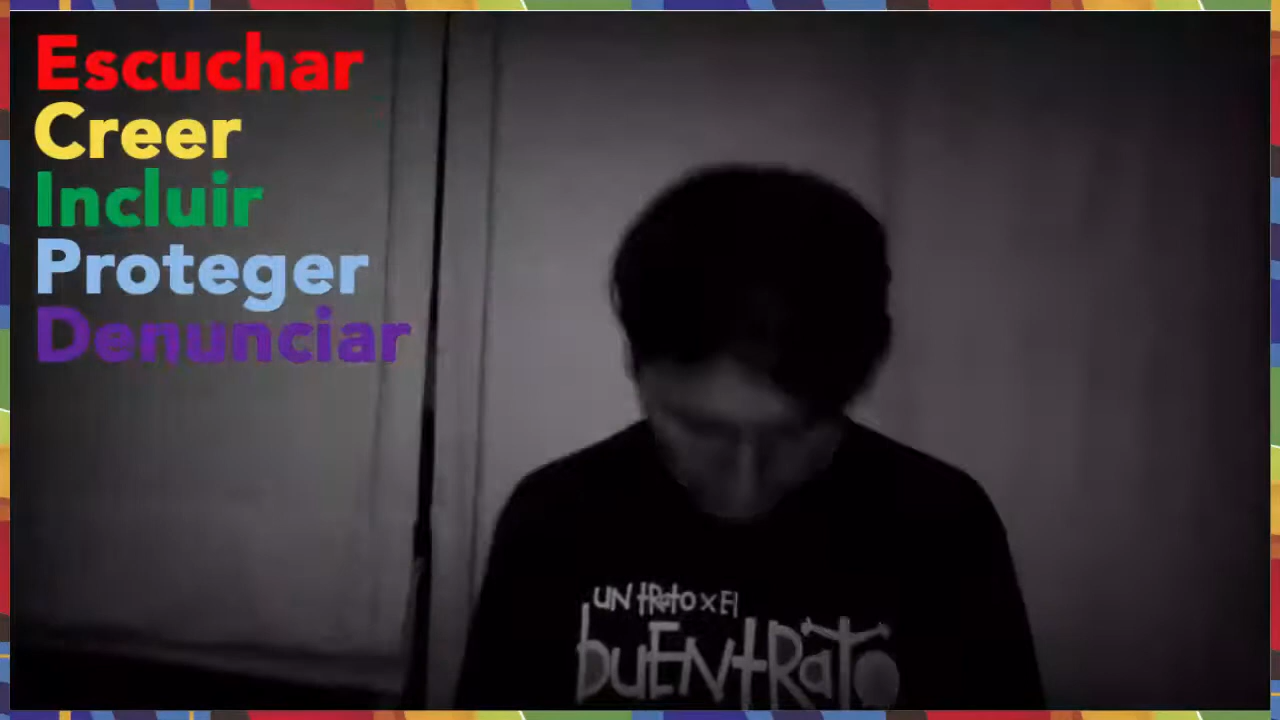 Escuchar
Creer
Incluir
Proteger
Denunciar
UN tRAtO x El
buENtRAtO